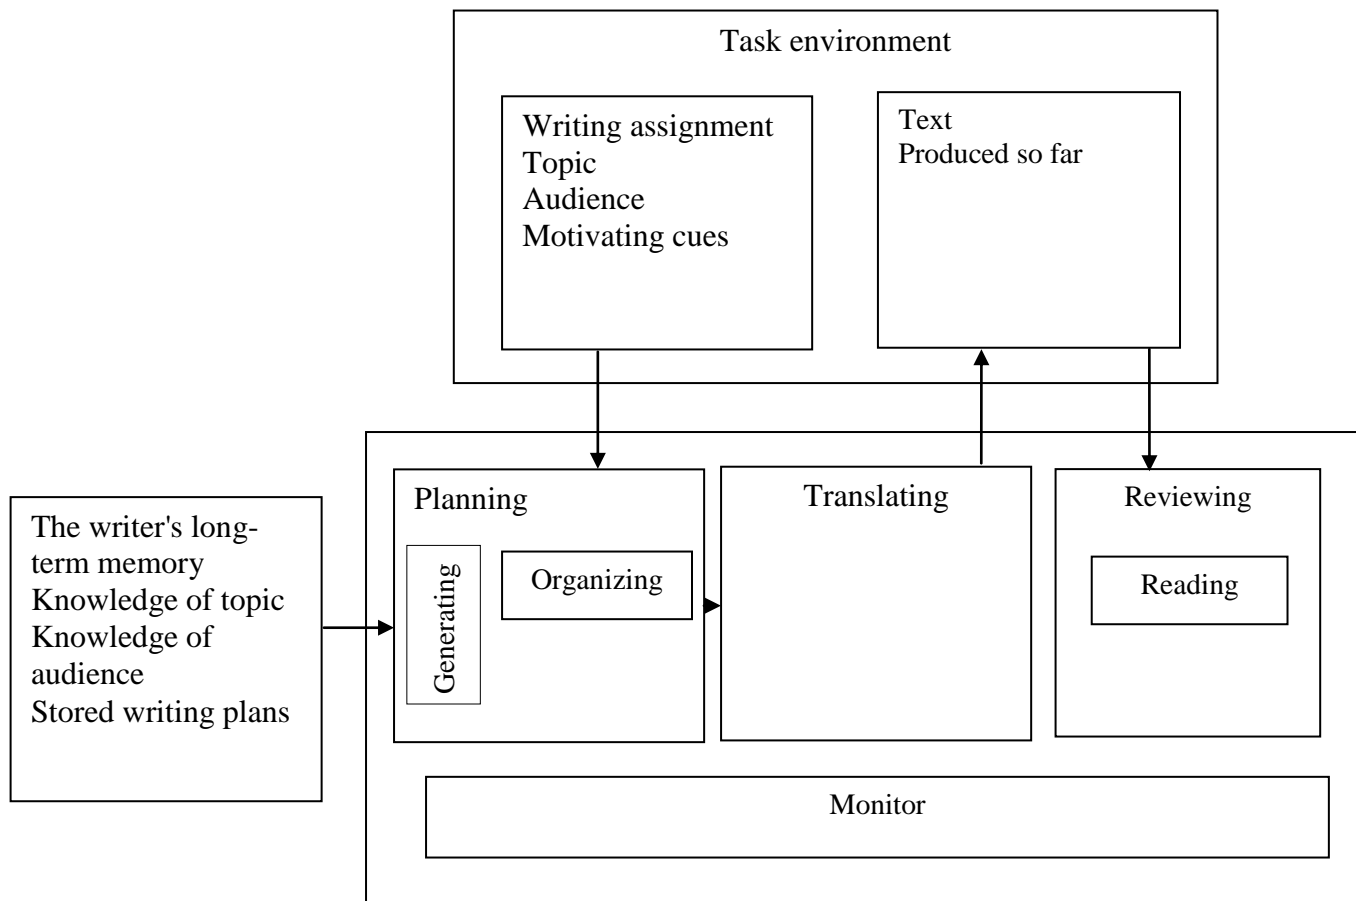 Task environment
Writing assignment
Topic
Audience
Motivating cues
Text
Produced so far
The writer's long-
term memory
Knowledge of topic
Knowledge of
audience
Stored writing plans
Planning
Generating
Organizing
Translating
Reviewing
Reading
Monitor